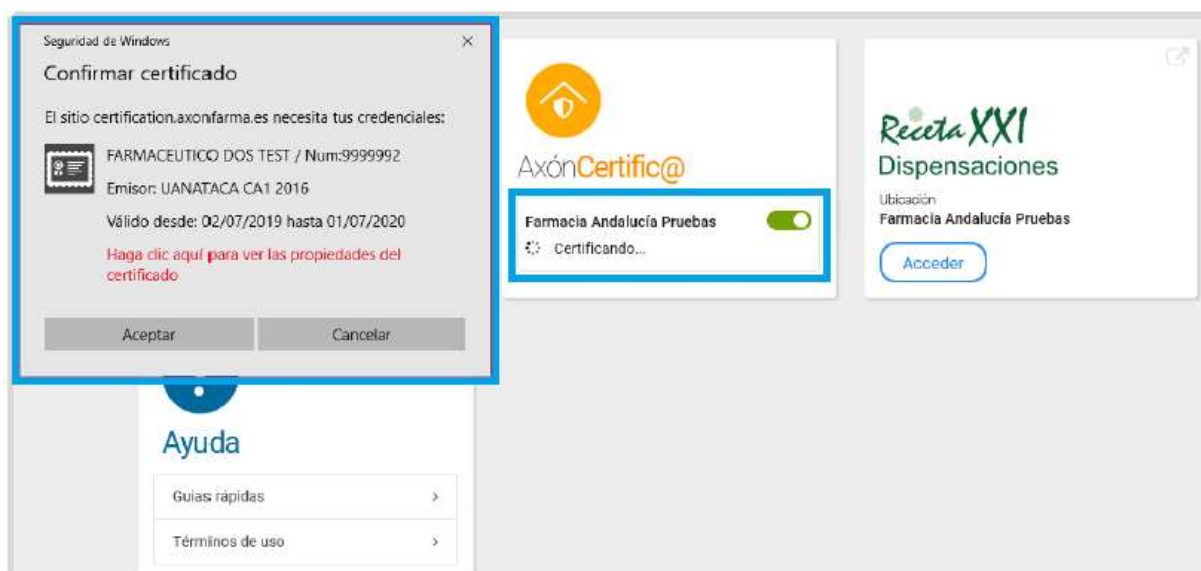 Seguridad de Windows
Confirmar certificado
El sitio certification.axonfarma.es necesita tus credenciales:
FARMACEUTICO DOS TEST / Num:9999992
Emisor: UANATACA CA1 2016
Válido desde: 02/07/2019 hasta 01/07/2020
Haga clic aquí para ver las propiedades del
certificado
Aceptar
Cancelar
AxónCertific@
Farmacia Andalucía Pruebas
Certificando...
Receta XXI
Dispensaciones
Ubicación
Farmacia Andalucía Pruebas
Acceder
Ayuda
Guías rápidas
Términos de uso